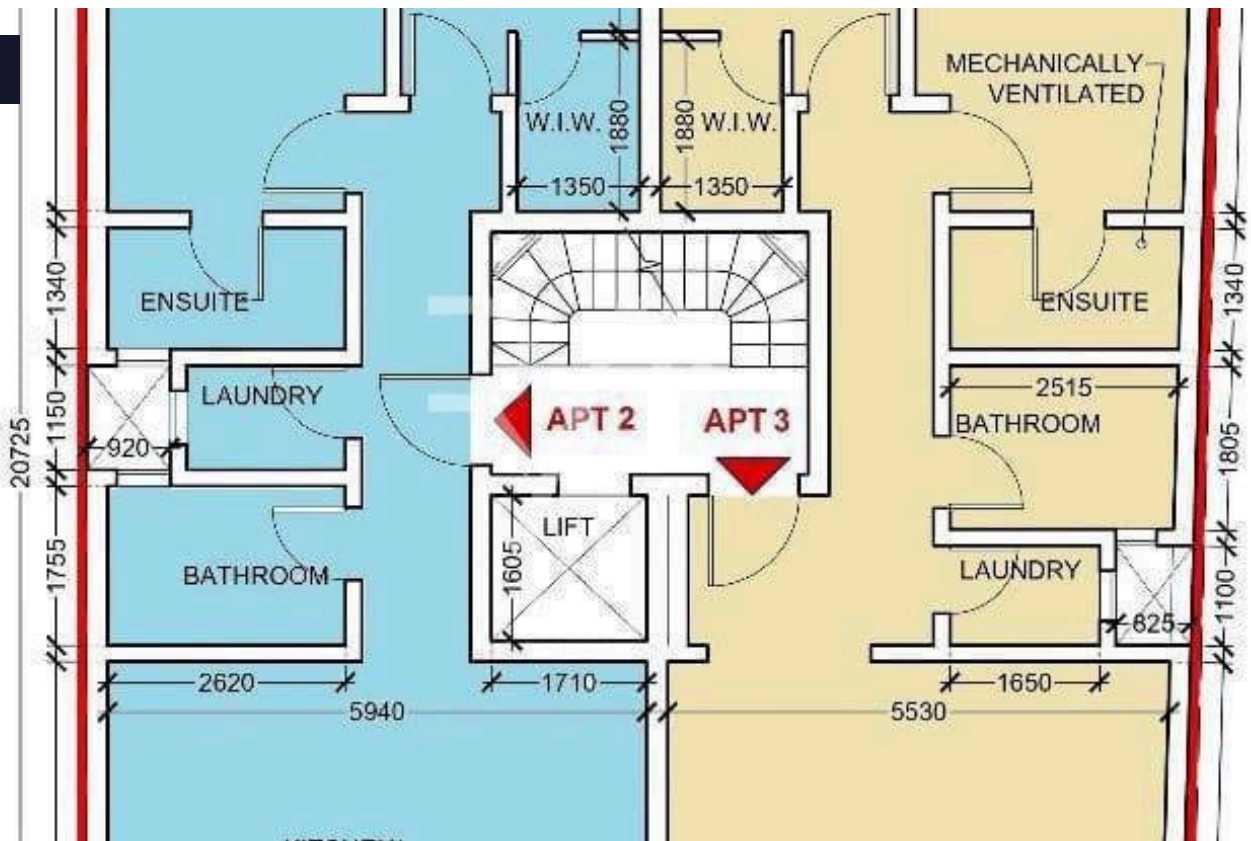 MECHANICALLY
VENTILATED
W.I.W.
1880
1880
W.I.W.
1350
1350
1340
ENSUITE
ENSUITE
1340
LAUNDRY
2515
1150
920
APT 2
APT 3
BATHROOM
1805
20725
LIFT
1605
1755
BATHROOM
LAUNDRY
1100
825
2620
1710
1650
5940
5530